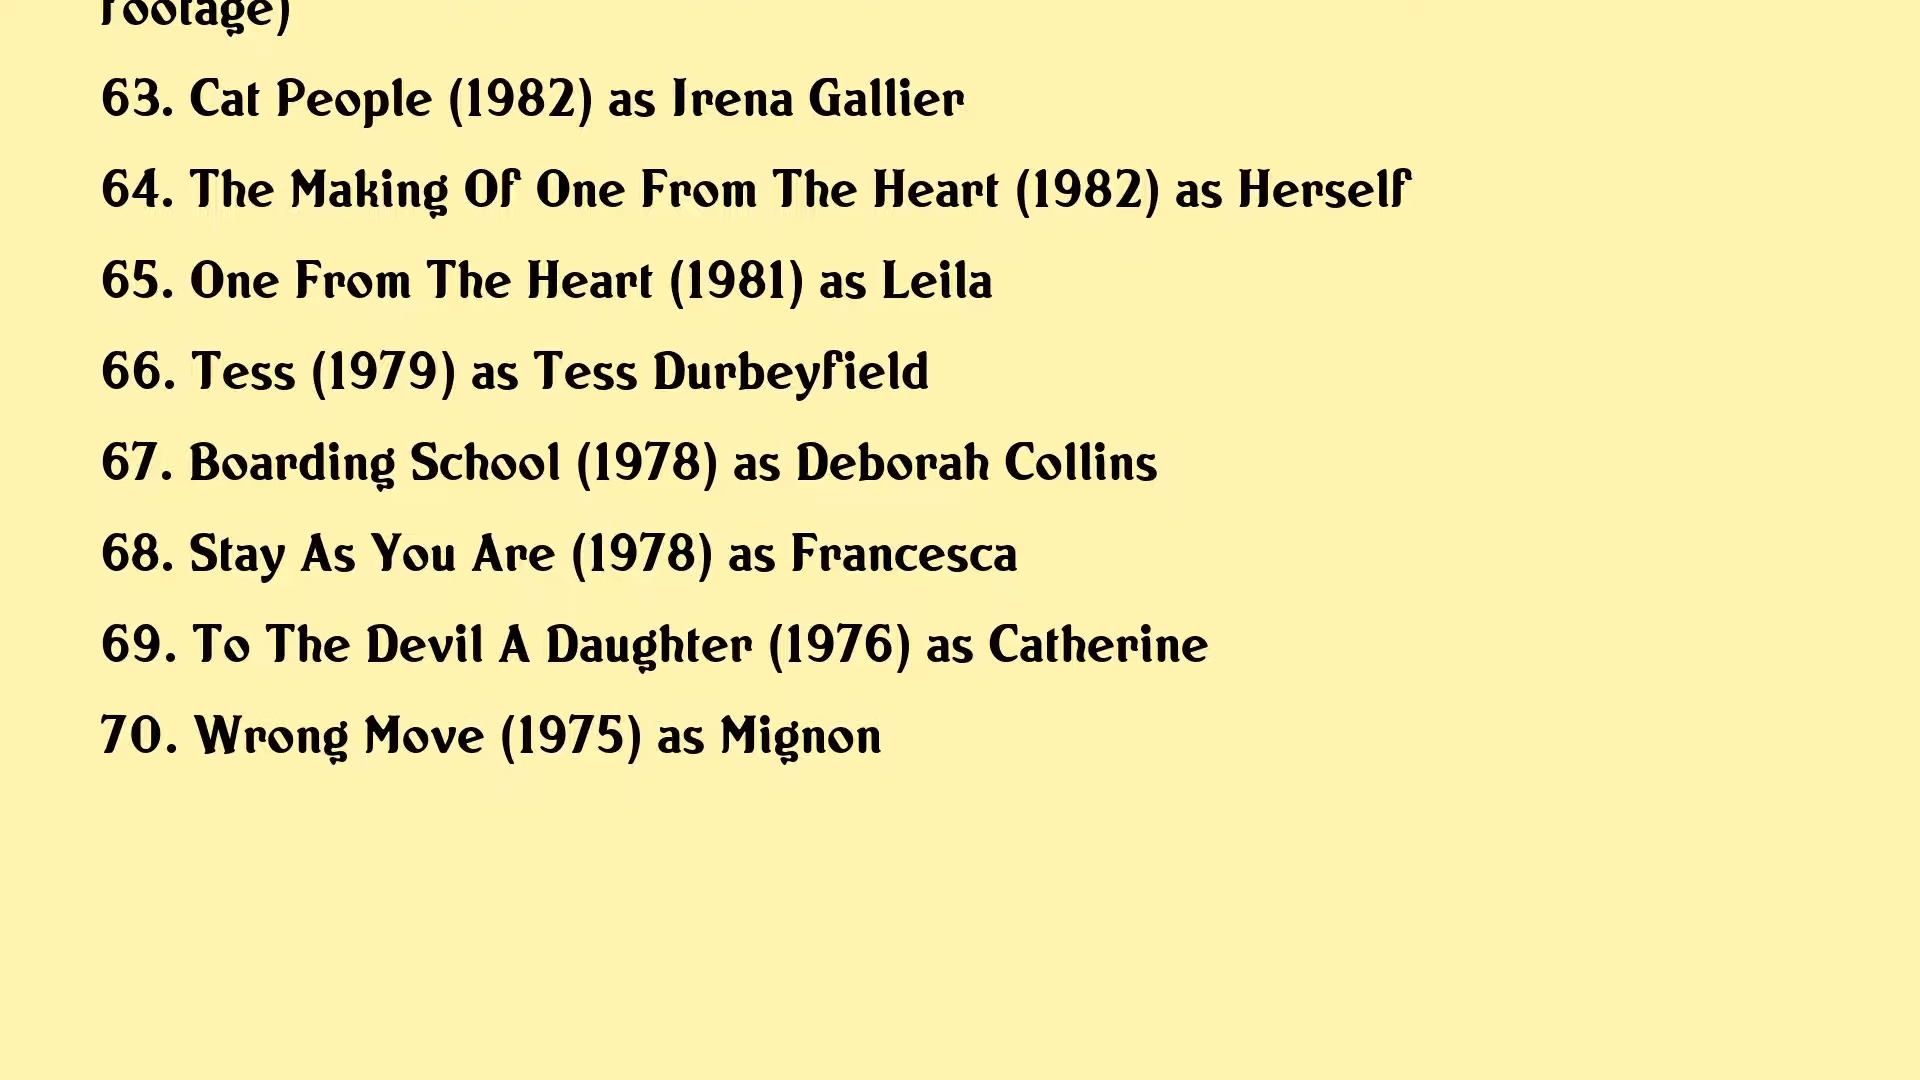 footage)
63. Cat People (1982) as Irena Gallier
64. The Making Of One From The Heart (1982) as Herself
65. One From The Heart (1981) as Leila
66. Tess (1979) as Tess Durbeyfield
67. Boarding School (1978) as Deborah Collins
68. Stay As You Are (1978) as Francesca
69. To The Devil A Daughter (1976) as Catherine
70. Wrong Move (1975) as Mignon